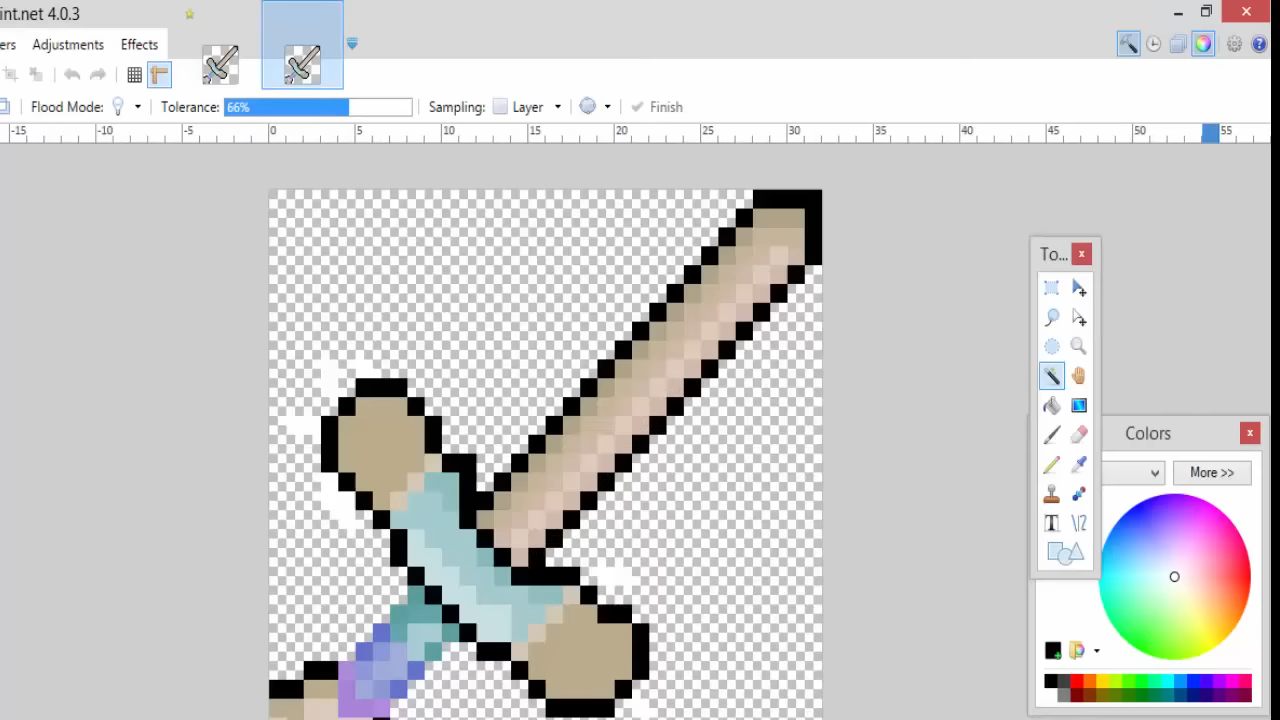 int.net 4.0.3
ers Adjustments Effects
Flood Mode: Tolerance: 66% Sampling: Layer Finish
-15 -10 -5 0 5 10 15 20 25 30 35 40 45 50 55
To...
Colors
More >>